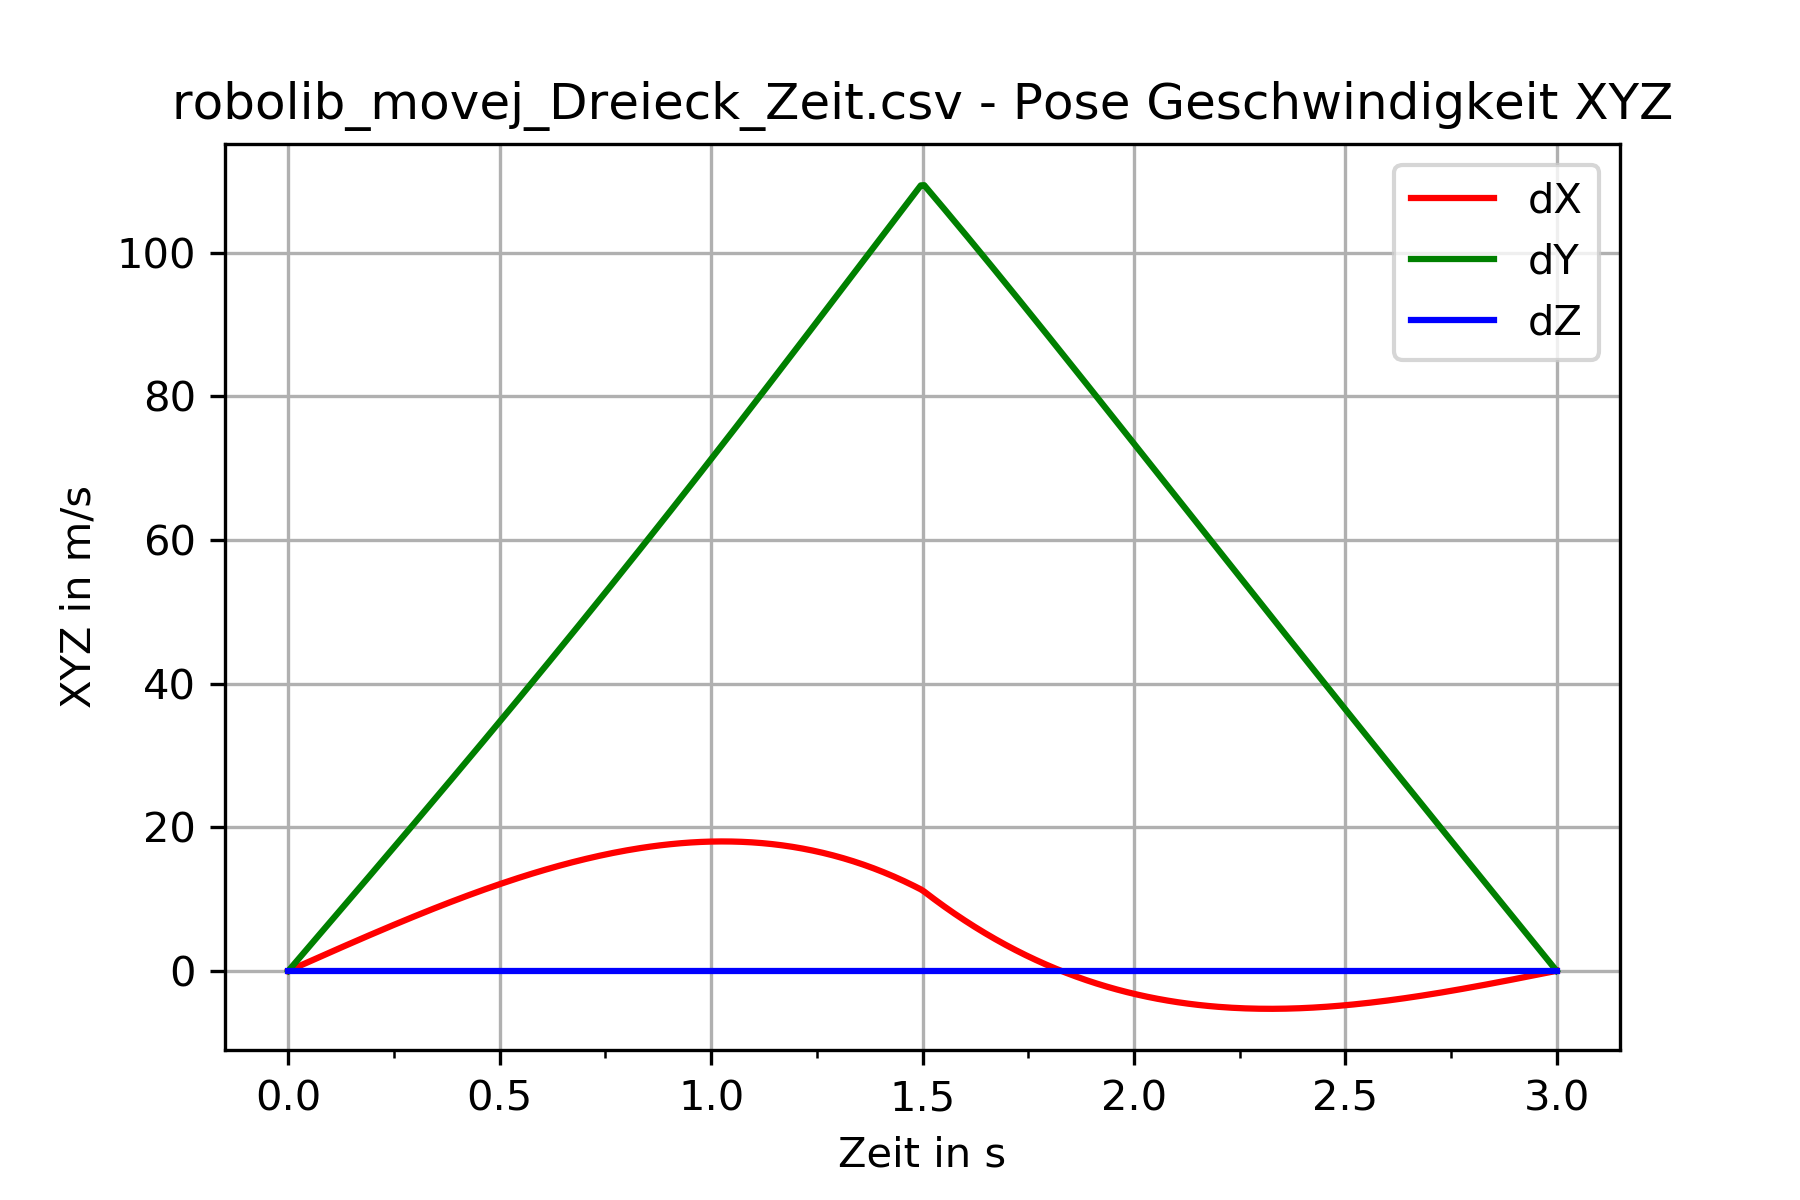 robolib_movej_Dreieck_Zeit.csv - Pose Geschwindigkeit XYZ
dX
dY
dZ
XYZ in m/s
100
80
60
40
20
0
0.0 0.5 1.0 1.5 2.0 2.5 3.0
Zeit in s